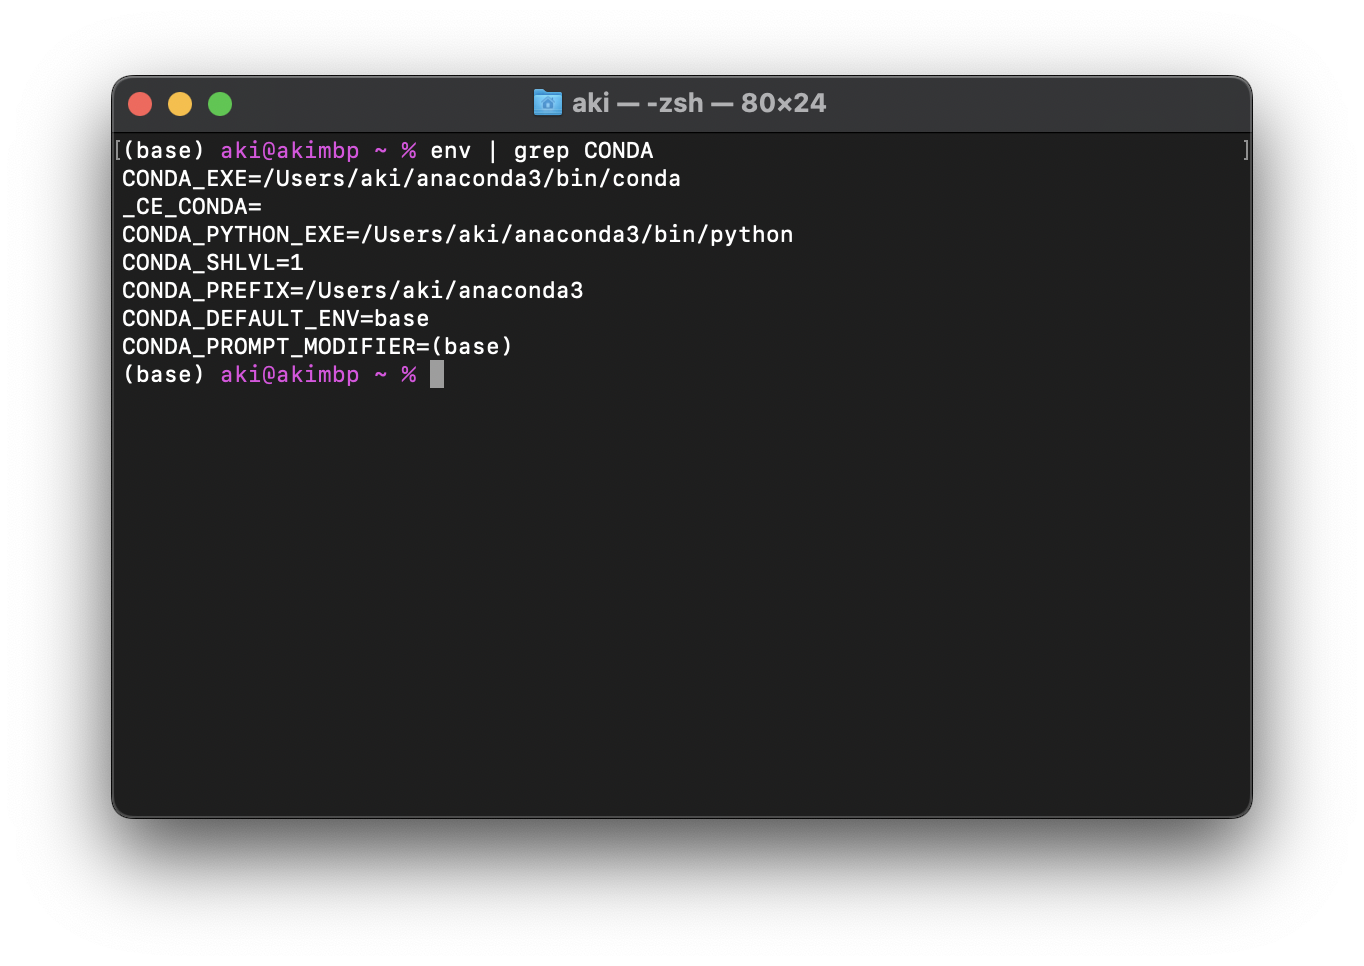 aki — -zsh — 80×24
[(base) aki@akimbp ~ % env | grep CONDA ]
CONDA_EXE=/Users/aki/anaconda3/bin/conda
_CE_CONDA=
CONDA_PYTHON_EXE=/Users/aki/anaconda3/bin/python
CONDA_SHLVL=1
CONDA_PREFIX=/Users/aki/anaconda3
CONDA_DEFAULT_ENV=base
CONDA_PROMPT_MODIFIER=(base)
(base) aki@akimbp ~ %